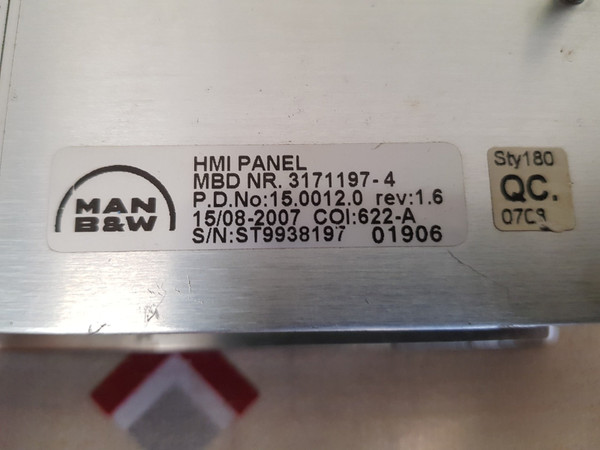 MAN
B&W
HMI PANEL
MBD NR. 3171197-4
P.D.No:15.0012.0 rev:1.6
15/08-2007 COI:622-A
S/N:ST9938197 01906
Sty180
QC.